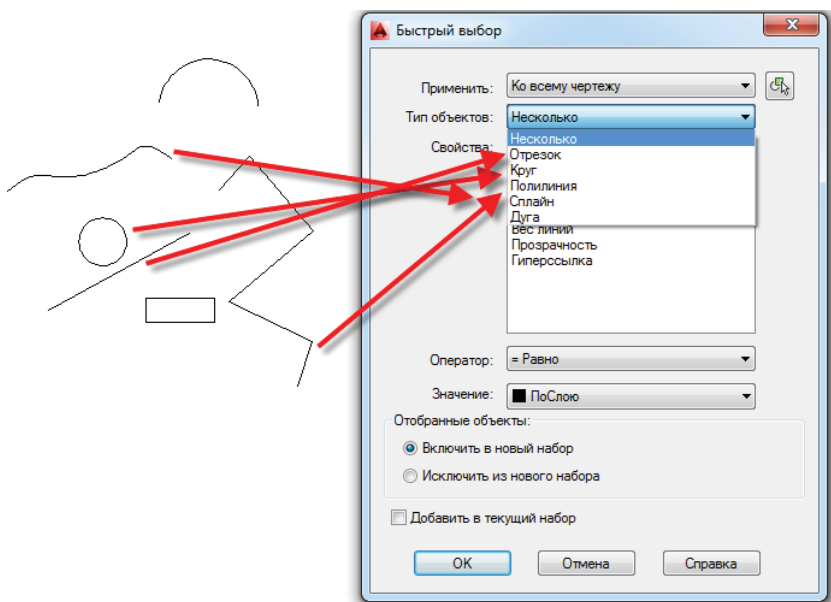 Быстрый выбор
Применить: Ко всему чертежу
Тип объектов: Несколько
Свойства: Несколько
Отрезок
Круг
Полилиния
Сплайн
Дуга
Вес линий
Прозрачность
Гиперссылка
Оператор: = Равно
Значение: ПоСлою
Отобранные объекты:
Включить в новый набор
Исключить из нового набора
Добавить в текущий набор
OK Отмена Справка